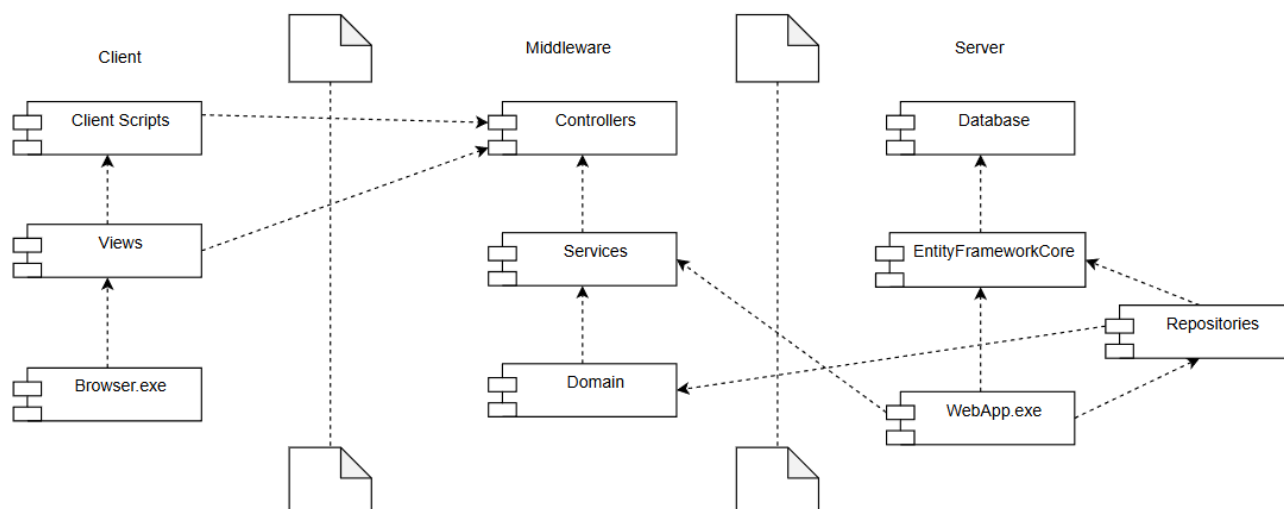 Client
Middleware
Server
Client Scripts
Controllers
Database
Views
Services
EntityFrameworkCore
Repositories
Browser.exe
Domain
WebApp.exe